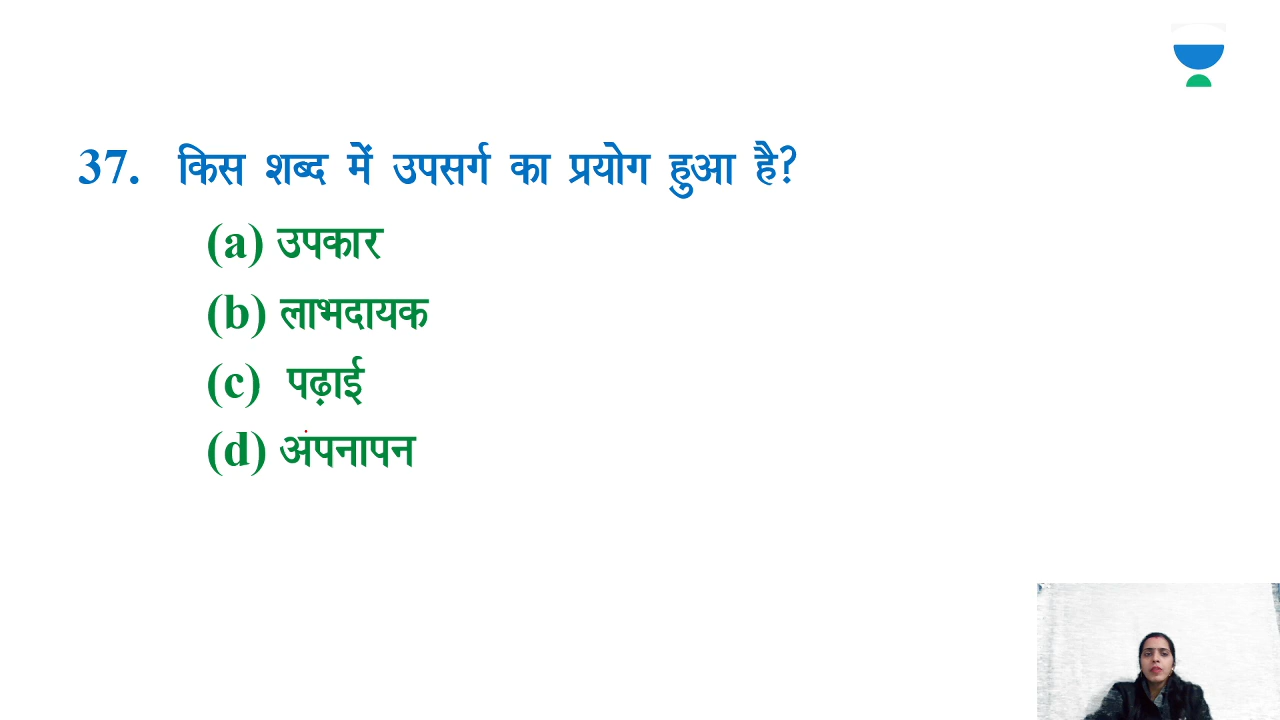 37. किस शब्द में उपसर्ग का प्रयोग हुआ है?
(a) उपकार
(b) लाभदायक
(c) पढ़ाई
(d) अपनापन